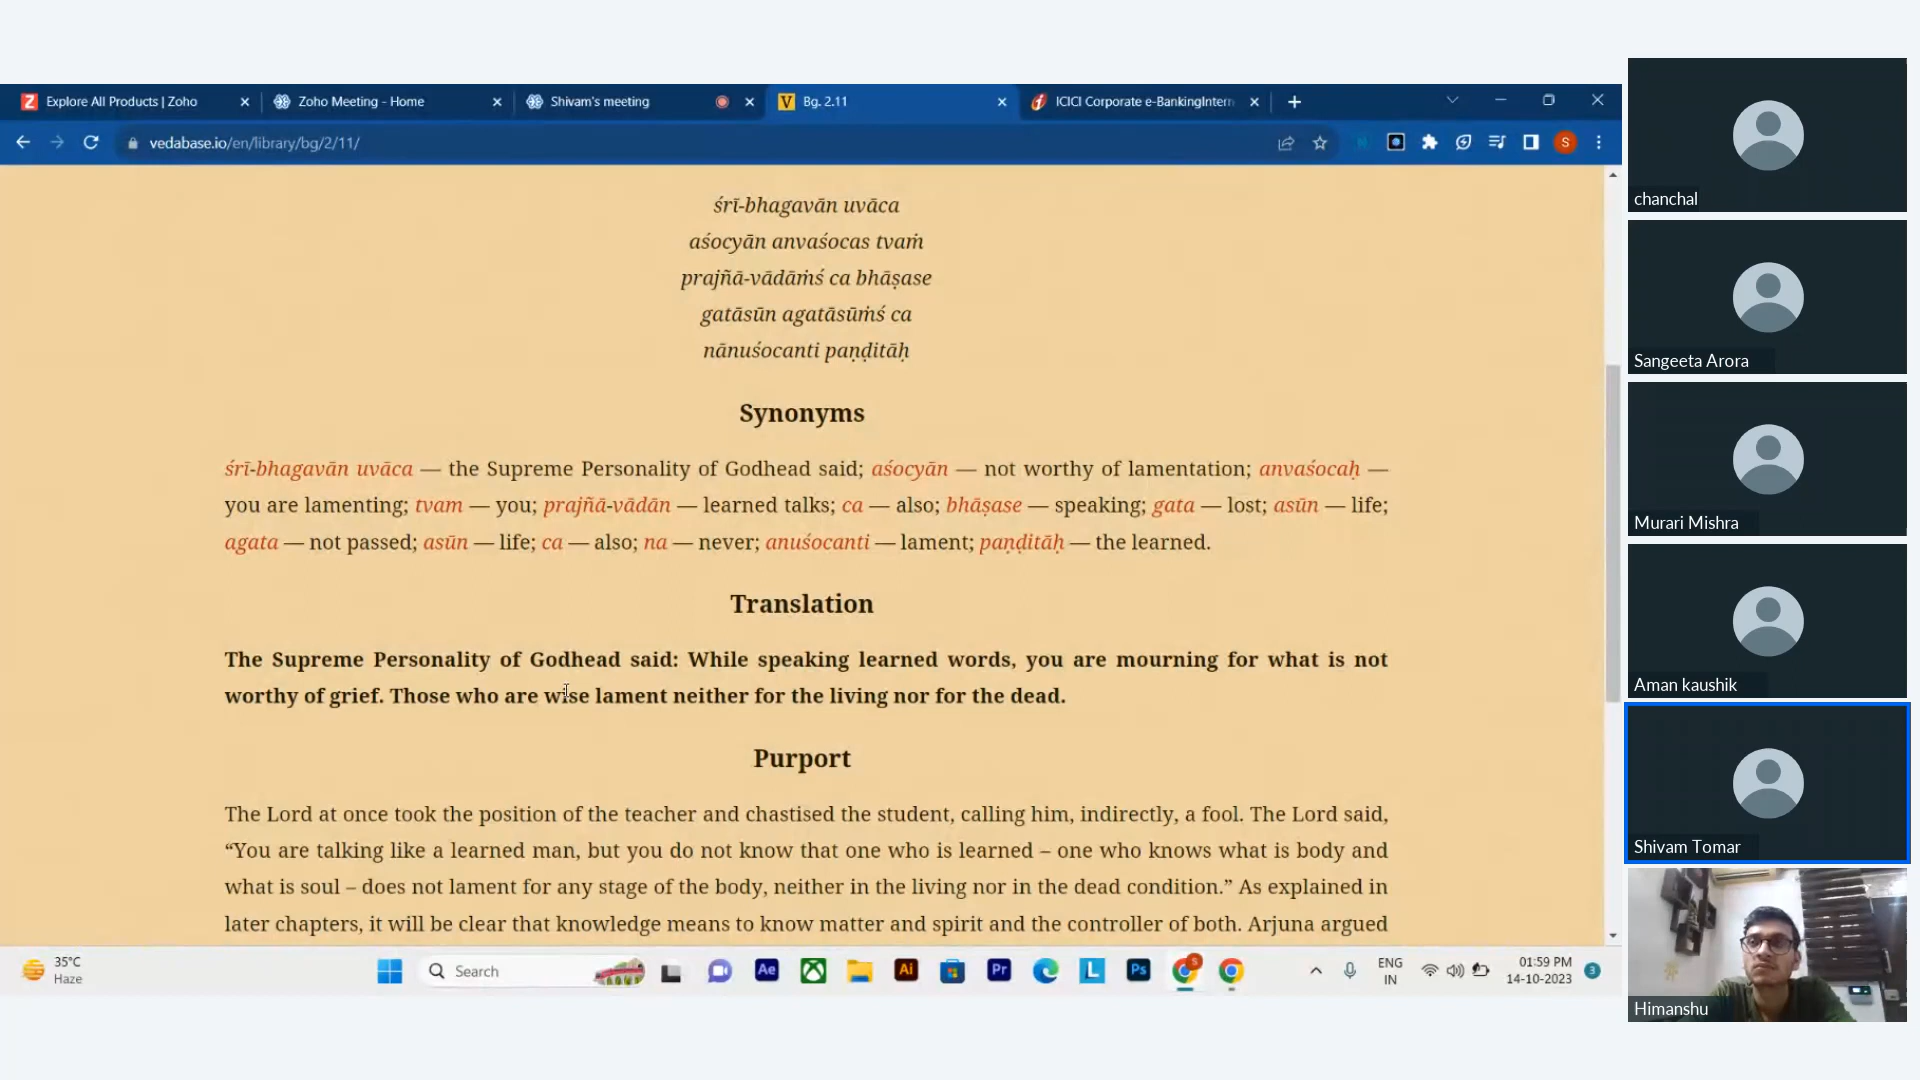 Explore All Products | Zoho
Zoho Meeting - Home
Shivam's meeting
Bg. 2.11
ICICI Corporate e-BankingIntern
vedabase.io/en/library/bg/2/11/
S
śrī-bhagavān uvāca
aśocyān anvaśocas tvaṁ
prajñā-vādāṁś ca bhāṣase
gatāsūn agatāsūṁś ca
nānuśocanti paṇḍitāḥ
Synonyms
śrī-bhagavān uvāca — the Supreme Personality of Godhead said; aśocyān — not worthy of lamentation; anvaśocaḥ —
you are lamenting; tvam — you; prajñā-vādān — learned talks; ca — also; bhāṣase — speaking; gata — lost; asūn — life;
agata — not passed; asūn — life; ca — also; na — never; anuśocanti — lament; paṇḍitāḥ — the learned.
Translation
The Supreme Personality of Godhead said: While speaking learned words, you are mourning for what is not
worthy of grief. Those who are wise lament neither for the living nor for the dead.
Purport
The Lord at once took the position of the teacher and chastised the student, calling him, indirectly, a fool. The Lord said,
“You are talking like a learned man, but you do not know that one who is learned – one who knows what is body and
what is soul – does not lament for any stage of the body, neither in the living nor in the dead condition.” As explained in
later chapters, it will be clear that knowledge means to know matter and spirit and the controller of both. Arjuna argued
35°C
Haze
Search
Ae
Ai
Pr
L
Ps
S
ENG
IN
01:59 PM
14-10-2023
3
chanchal
Sangeeta Arora
Murari Mishra
Aman kaushik
Shivam Tomar
Himanshu